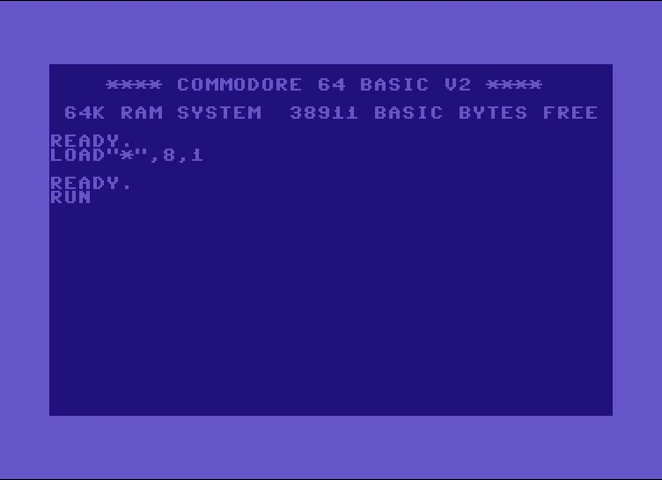 **** COMMODORE 64 BASIC V2 ****
64K RAM SYSTEM  38911 BASIC BYTES FREE
READY.
LOAD"*",8,1
READY.
RUN